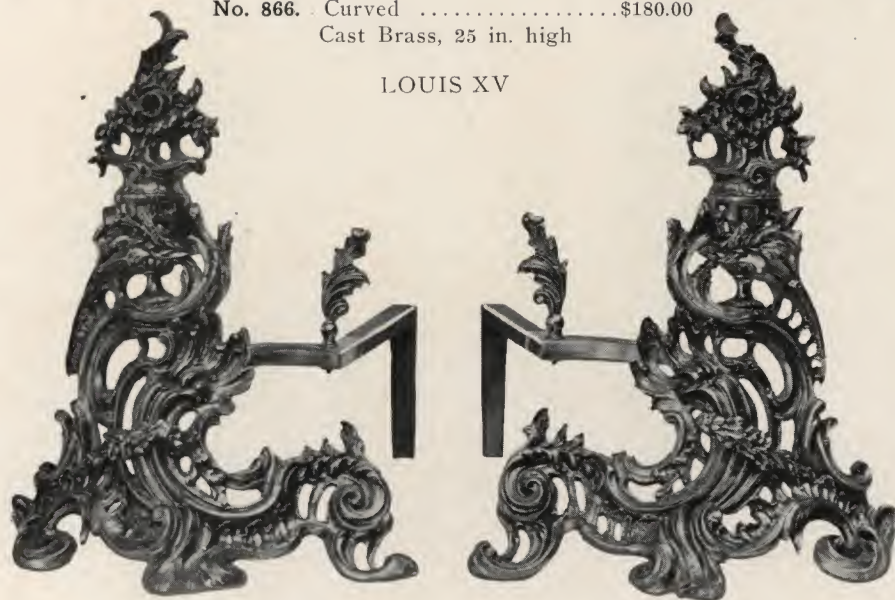 No. 866. Curved ..................$180.00
Cast Brass, 25 in. high
LOUIS XV